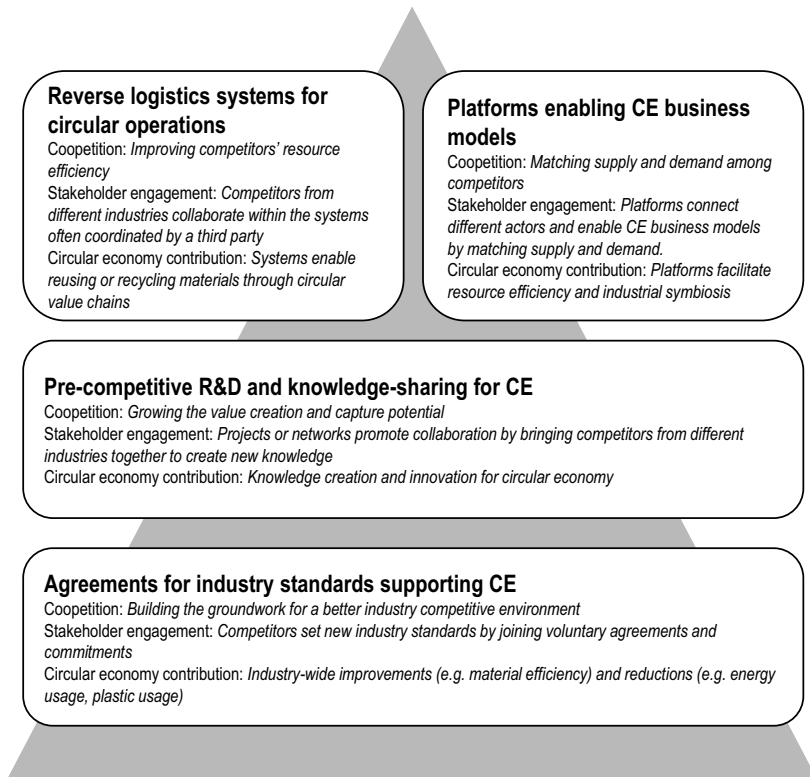 Reverse logistics systems for
circular operations
Coopetition: Improving competitors' resource
efficiency
Stakeholder engagement: Competitors from
different industries collaborate within the systems
often coordinated by a third party
Circular economy contribution: Systems enable
reusing or recycling materials through circular
value chains
Platforms enabling CE business
models
Coopetition: Matching supply and demand among
competitors
Stakeholder engagement: Platforms connect
different actors and enable CE business models
by matching supply and demand.
Circular economy contribution: Platforms facilitate
resource efficiency and industrial symbiosis
Pre-competitive R&D and knowledge-sharing for CE
Coopetition: Growing the value creation and capture potential
Stakeholder engagement: Projects or networks promote collaboration by bringing competitors from different
industries together to create new knowledge
Circular economy contribution: Knowledge creation and innovation for circular economy
Agreements for industry standards supporting CE
Coopetition: Building the groundwork for a better industry competitive environment
Stakeholder engagement: Competitors set new industry standards by joining voluntary agreements and
commitments
Circular economy contribution: Industry-wide improvements (e.g. material efficiency) and reductions (e.g. energy
usage, plastic usage)